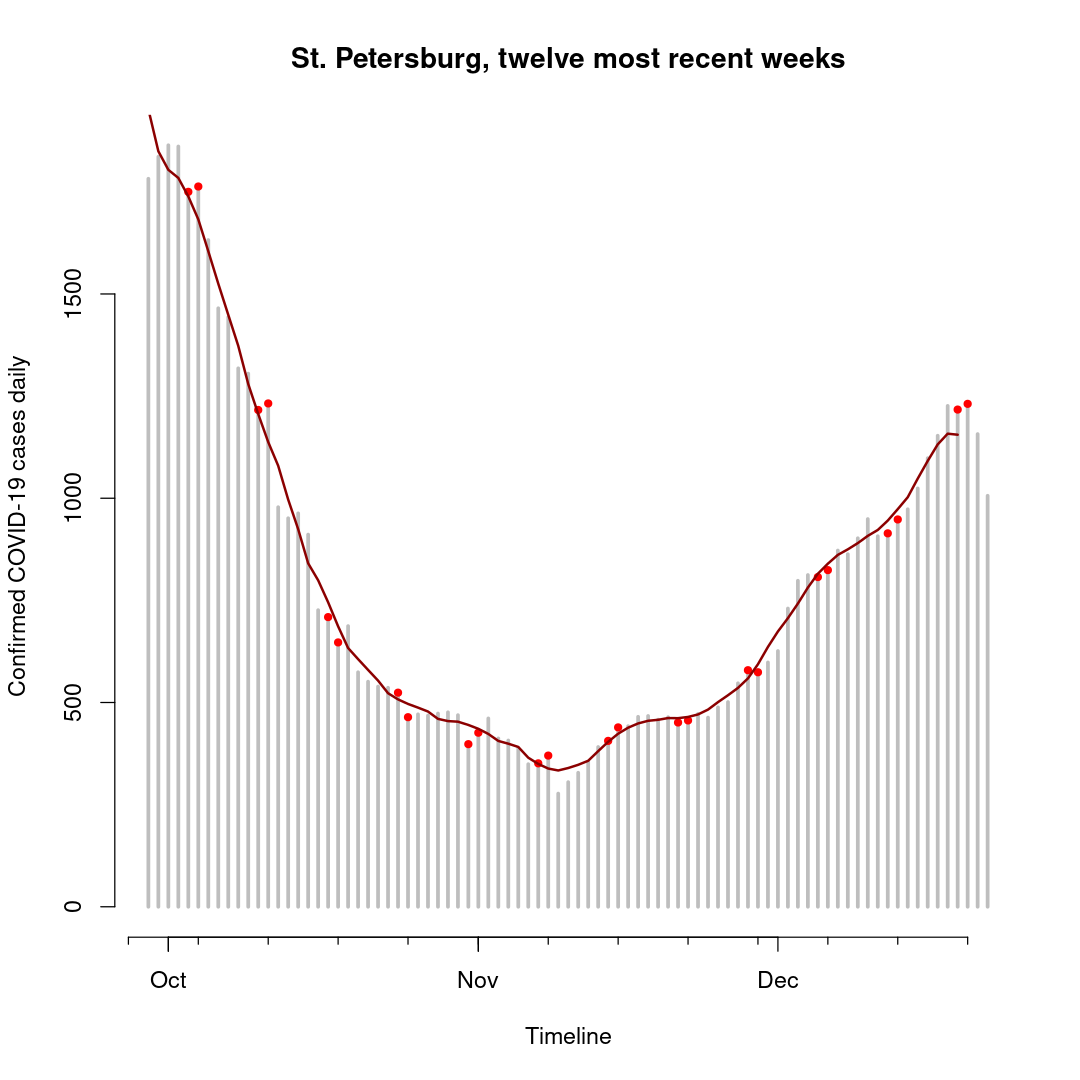 St. Petersburg, twelve most recent weeks
Confirmed COVID-19 cases daily
1500
1000
500
0
Oct Nov Dec
Timeline